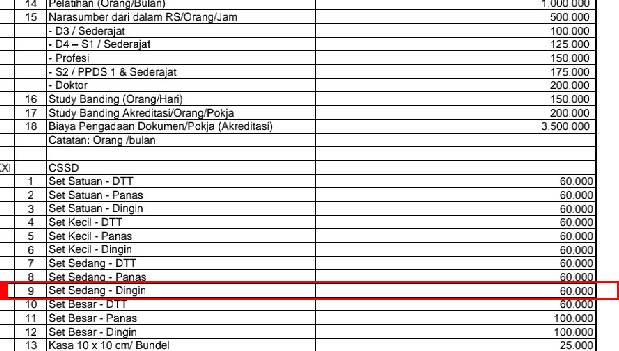 14 Pelatihan (Orang/Bulan) 1.000.000
15 Narasumber dari dalam RS/Orang/Jam 500.000
- D3 / Sederajat 100.000
- D4 – S1 / Sederajat 125.000
- Profesi 150.000
- S2 / PPDS 1 & Sederajat 175.000
- Doktor 200.000
16 Study Banding (Orang/Hari) 150.000
17 Study Banding Akreditasi/Orang/Pokja 200.000
18 Biaya Pengadaan Dokumen/Pokja (Akreditasi) 3.500.000
Catatan: Orang /bulan
CSSD
1 Set Satuan - DTT 60.000
2 Set Satuan - Panas 60.000
3 Set Satuan - Dingin 60.000
4 Set Kecil - DTT 60.000
5 Set Kecil - Panas 60.000
6 Set Kecil - Dingin 60.000
7 Set Sedang - DTT 60.000
8 Set Sedang - Panas 60.000
9 Set Sedang - Dingin 60.000
10 Set Besar - DTT 60.000
11 Set Besar - Panas 100.000
12 Set Besar - Dingin 100.000
13 Kasa 10 x 10 cm/ Bundel 25.000